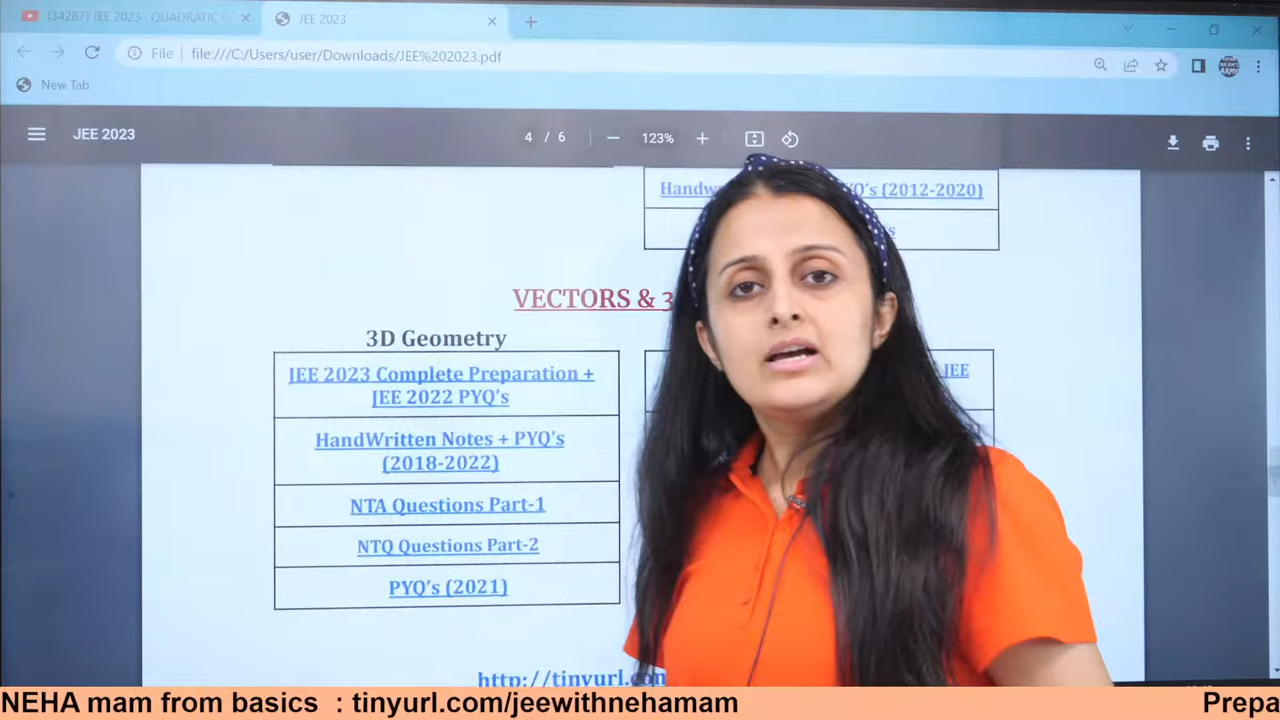 (34287) JEE 2023 - QUADRATIC
JEE 2023
File
file:///C:/Users/user/Downloads/JEE%202023.pdf
New Tab
JEE 2023
4 / 6
123%
(2012-2020)
VECTORS & 3
3D Geometry
JEE 2023 Complete Preparation +
JEE 2022 PYQ's
JEE
HandWritten Notes + PYQ's
(2018-2022)
NTA Questions Part-1
NTQ Questions Part-2
PYQ's (2021)
http://tinyurl.com
NEHA mam from basics : tinyurl.com/jeewithnehamam
Prepa